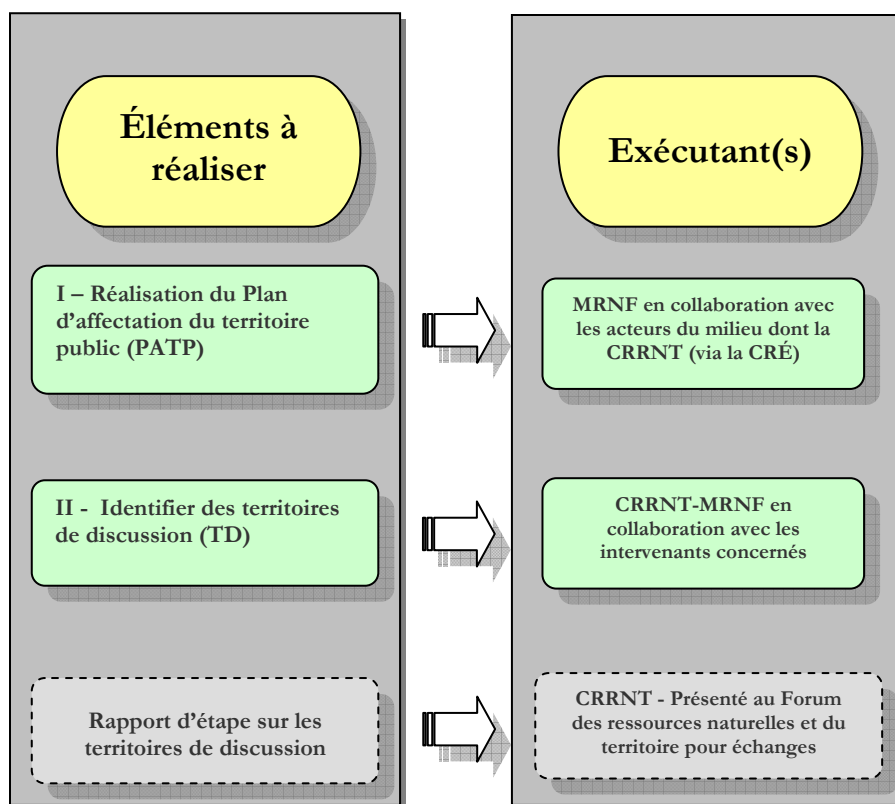 Éléments à
réaliser
Exécutant(s)
I – Réalisation du Plan
d'affectation du territoire
public (PATP)
MRNF en collaboration avec
les acteurs du milieu dont la
CRRNT (via la CRÉ)
II - Identifier des territoires
de discussion (TD)
CRRNT-MRNF en
collaboration avec les
intervenants concernés
Rapport d'étape sur les
territoires de discussion
CRRNT - Présenté au Forum
des ressources naturelles et du
territoire pour échanges